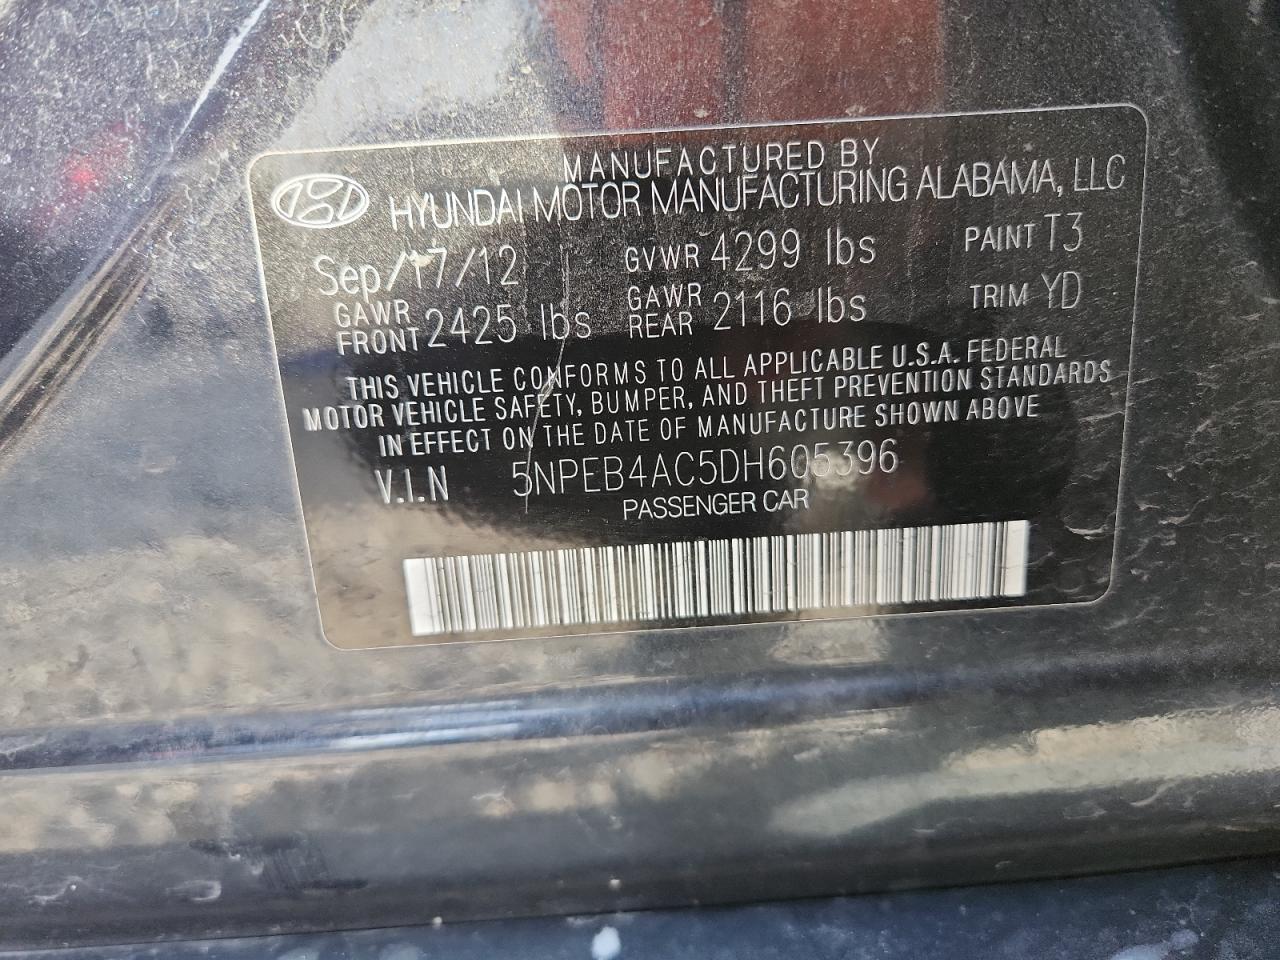 MANUFACTURED BY
HYUNDAI MOTOR MANUFACTURING ALABAMA, LLC
Sep/17/12 GVWR 4299 lbs PAINT T3
GAWR FRONT 2425 lbs GAWR REAR 2116 lbs TRIM YD
THIS VEHICLE CONFORMS TO ALL APPLICABLE U.S.A. FEDERAL
MOTOR VEHICLE SAFETY, BUMPER, AND THEFT PREVENTION STANDARDS
IN EFFECT ON THE DATE OF MANUFACTURE SHOWN ABOVE
V.I.N 5NPEB4AC5DH605396
PASSENGER CAR